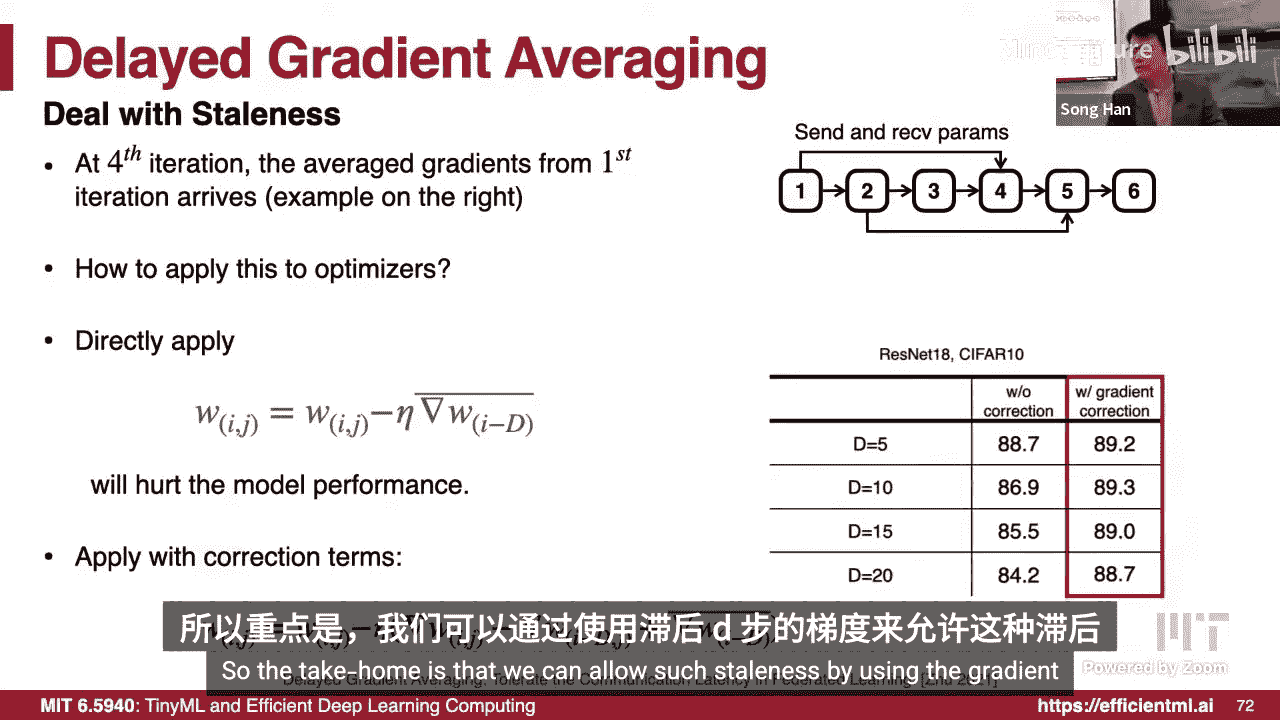 Delayed Gradient Averaging
Deal with Staleness
• At 4th iteration, the averaged gradients from 1st
iteration arrives (example on the right)
• How to apply this to optimizers?
• Directly apply
w(i,j) = w(i,j)−η∇w(i−D)
will hurt the model performance.
• Apply with correction terms:
Send and recv params
1 2 3 4 5 6
ResNet18, CIFAR10
w/o correction w/ gradient correction
D=5 88.7 89.2
D=10 86.9 89.3
D=15 85.5 89.0
D=20 84.2 88.7
bilibili
Song Han
所以重点是，我们可以通过使用滞后 d 步的梯度来允许这种滞后
So the take-home is that we can allow such staleness by using the gradient
Powered by Zoom
MIT 6.5940: TinyML and Efficient Deep Learning Computing
https://efficientml.ai
72